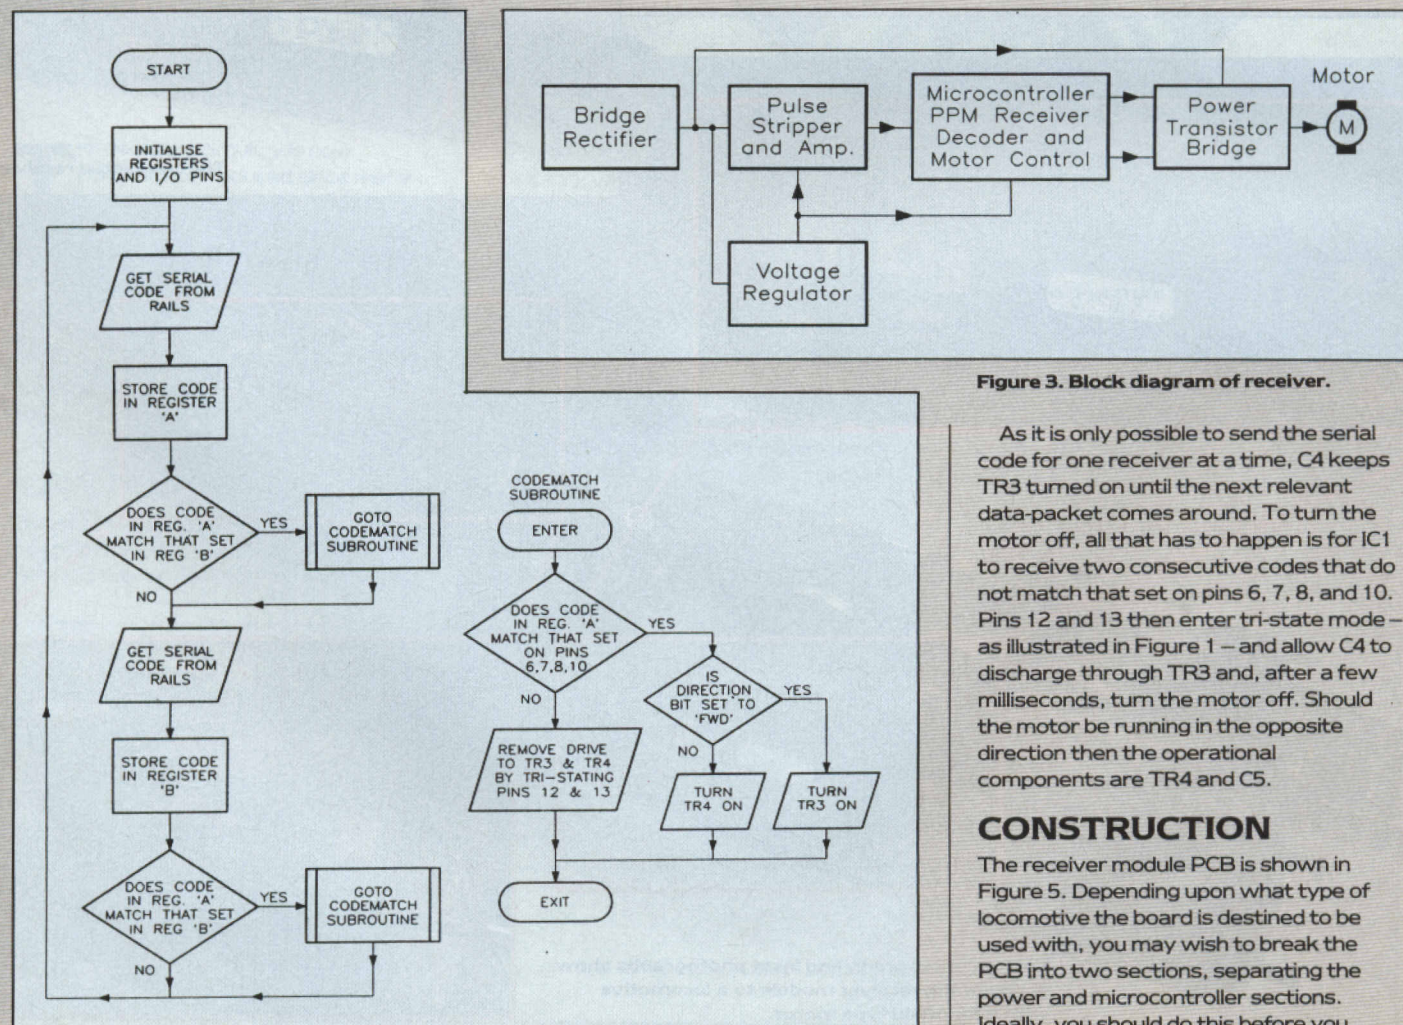 START
INITIALISE
REGISTERS
AND I/O PINS
GET SERIAL
CODE FROM
RAILS
STORE CODE
IN REGISTER
'A'
DOES CODE
IN REG. 'A'
MATCH THAT SET
IN REG 'B'
YES
GOTO
CODEMATCH
SUBROUTINE
NO
GET SERIAL
CODE FROM
RAILS
STORE CODE
IN REGISTER
'B'
DOES CODE
IN REG. 'A'
MATCH THAT SET
IN REG 'B'
YES
GOTO
CODEMATCH
SUBROUTINE
NO
CODEMATCH
SUBROUTINE
ENTER
DOES CODE
IN REG. 'A'
MATCH THAT SET
ON PINS
6,7,8,10
YES
NO
IS
DIRECTION
BIT SET TO
'FWD'
YES
NO
REMOVE DRIVE
TO TR3 & TR4
BY TRI-STATING
PINS 12 & 13
TURN
TR4 ON
TURN
TR3 ON
EXIT
Bridge
Rectifier
Pulse
Stripper
and Amp.
Microcontroller
PPM Receiver
Decoder and
Motor Control
Power
Transistor
Bridge
Motor
M
Voltage
Regulator
Figure 3. Block diagram of receiver.
As it is only possible to send the serial
code for one receiver at a time, C4 keeps
TR3 turned on until the next relevant
data-packet comes around. To turn the
motor off, all that has to happen is for IC1
to receive two consecutive codes that do
not match that set on pins 6, 7, 8, and 10.
Pins 12 and 13 then enter tri-state mode –
as illustrated in Figure 1 – and allow C4 to
discharge through TR3 and, after a few
milliseconds, turn the motor off. Should
the motor be running in the opposite
direction then the operational
components are TR4 and C5.
CONSTRUCTION
The receiver module PCB is shown in
Figure 5. Depending upon what type of
locomotive the board is destined to be
used with, you may wish to break the
PCB into two sections, separating the
power and microcontroller sections.
Ideally, you should do this before you